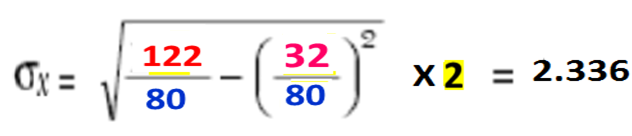 σx = √(122/80 − (32/80)²) x 2 = 2.336